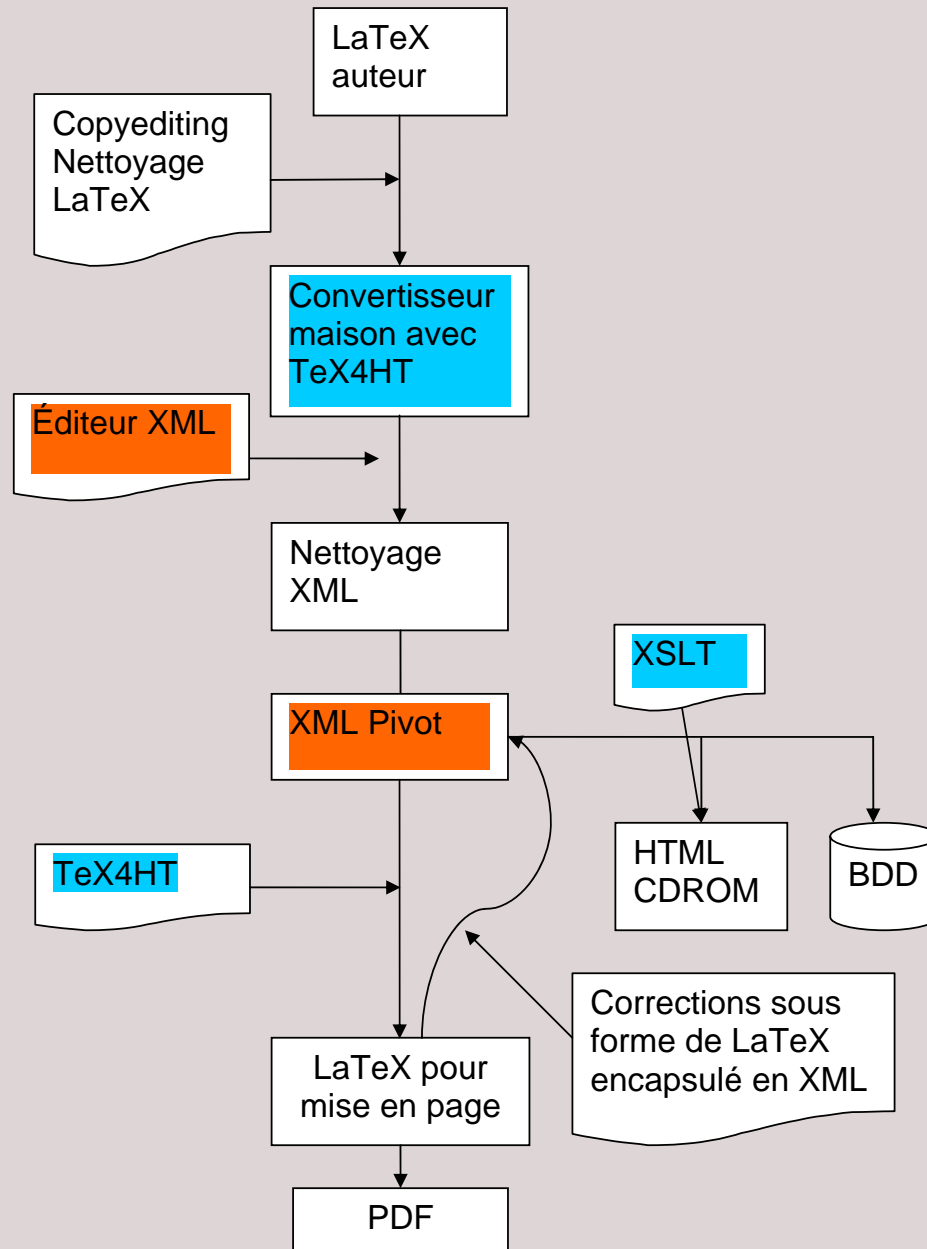 LaTeX
auteur
Copyediting
Nettoyage
LaTeX
Convertisseur
maison avec
TeX4HT
Éditeur XML
Nettoyage
XML
XSLT
XML Pivot
HTML
CDROM
BDD
TeX4HT
Corrections sous
forme de LaTeX
encapsulé en XML
LaTeX pour
mise en page
PDF